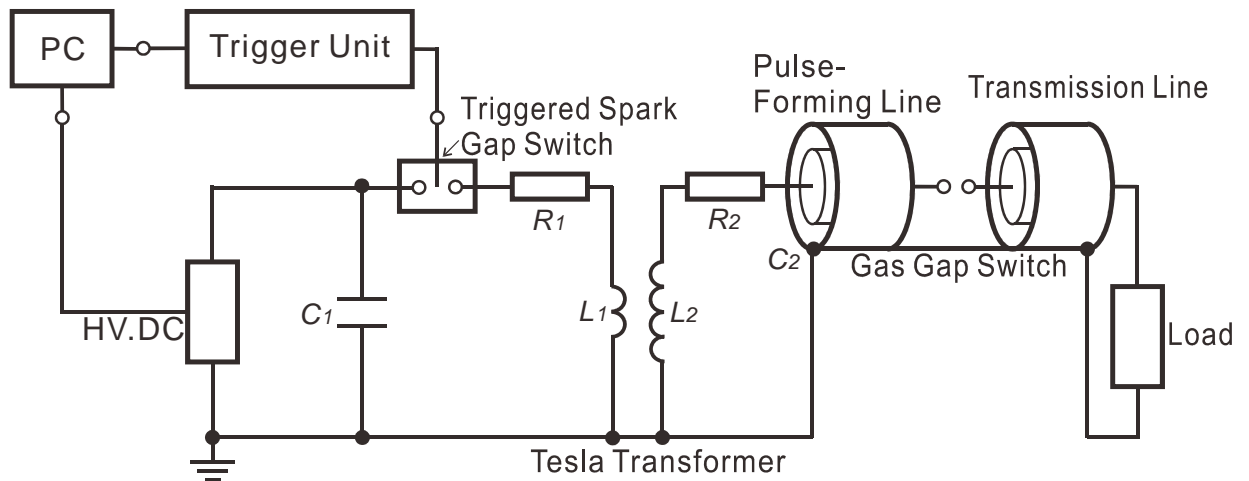 PC
Trigger Unit
Triggered Spark
Gap Switch
Pulse-
Forming Line
Transmission Line
R1
R2
C2
Gas Gap Switch
HV.DC
C1
L1
L2
Load
Tesla Transformer